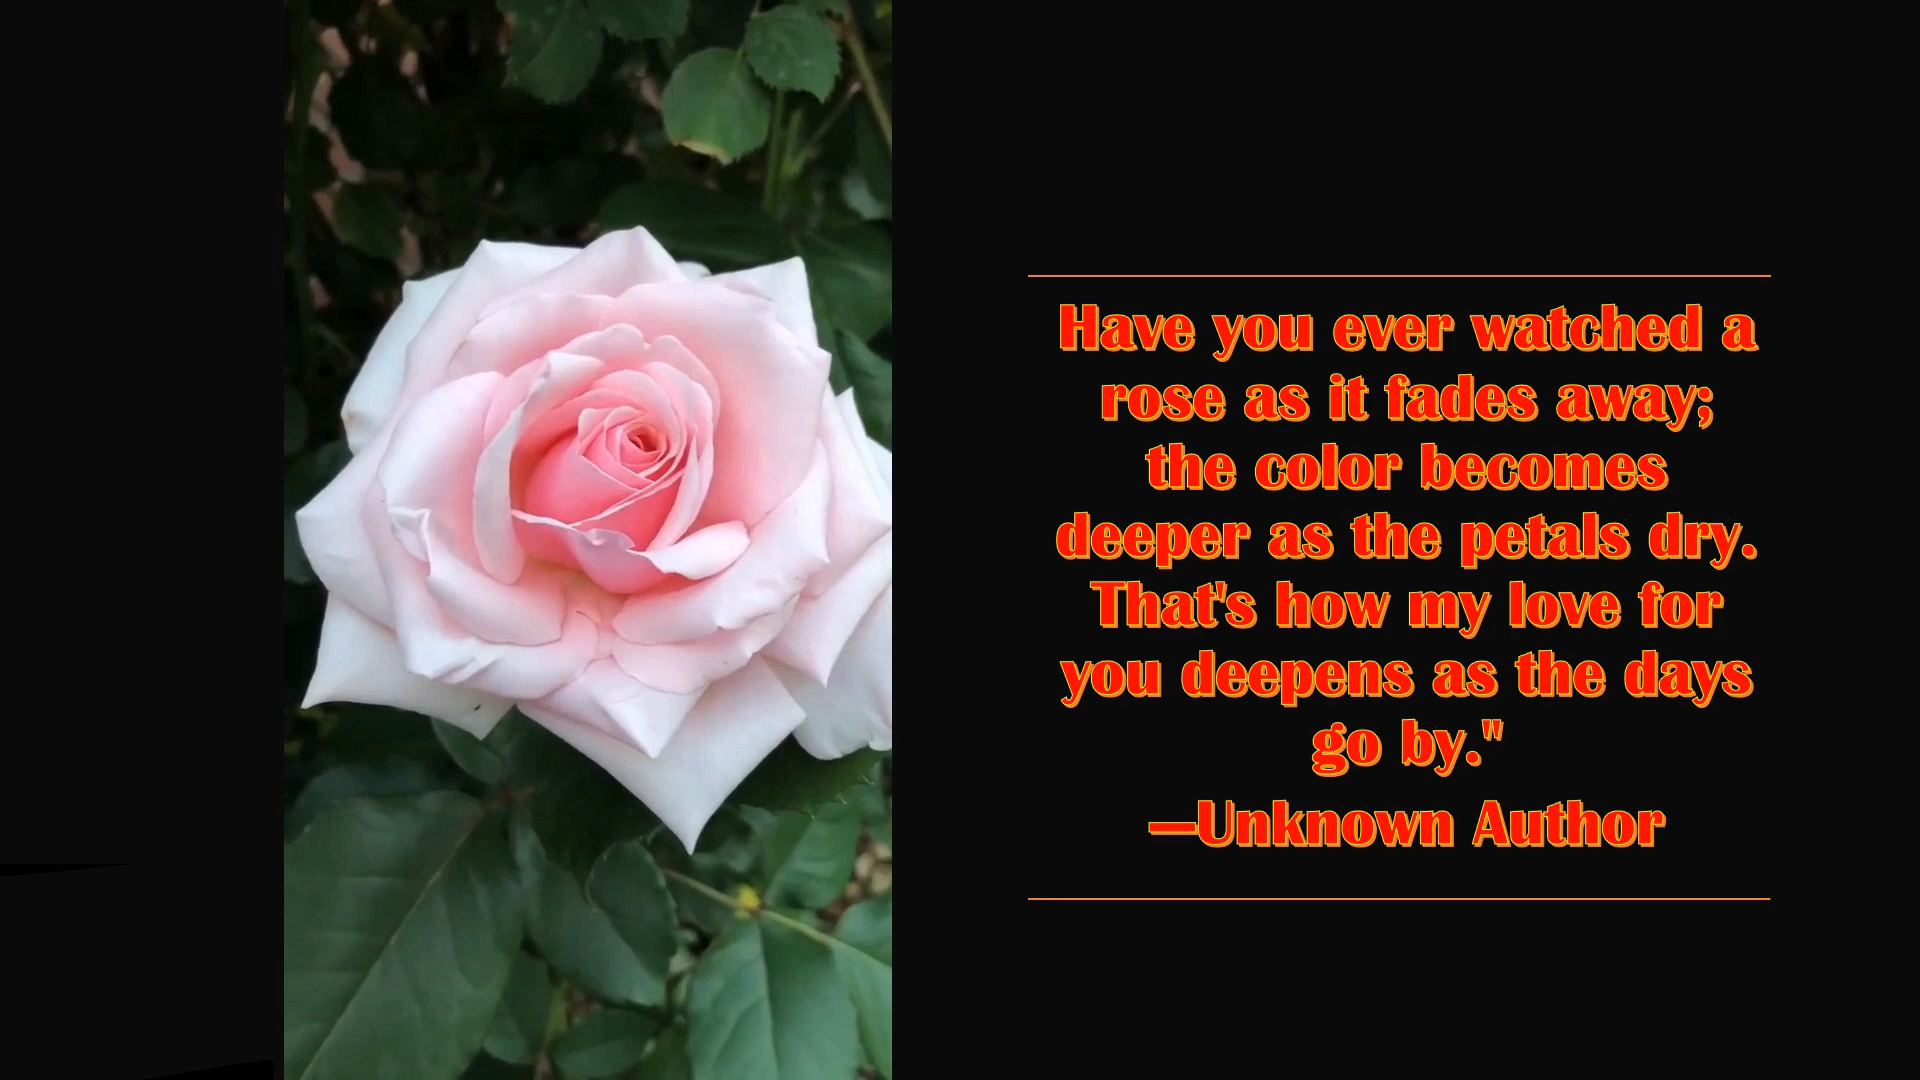 Have you ever watched a
rose as it fades away;
the color becomes
deeper as the petals dry.
That's how my love for
you deepens as the days
go by."
—Unknown Author